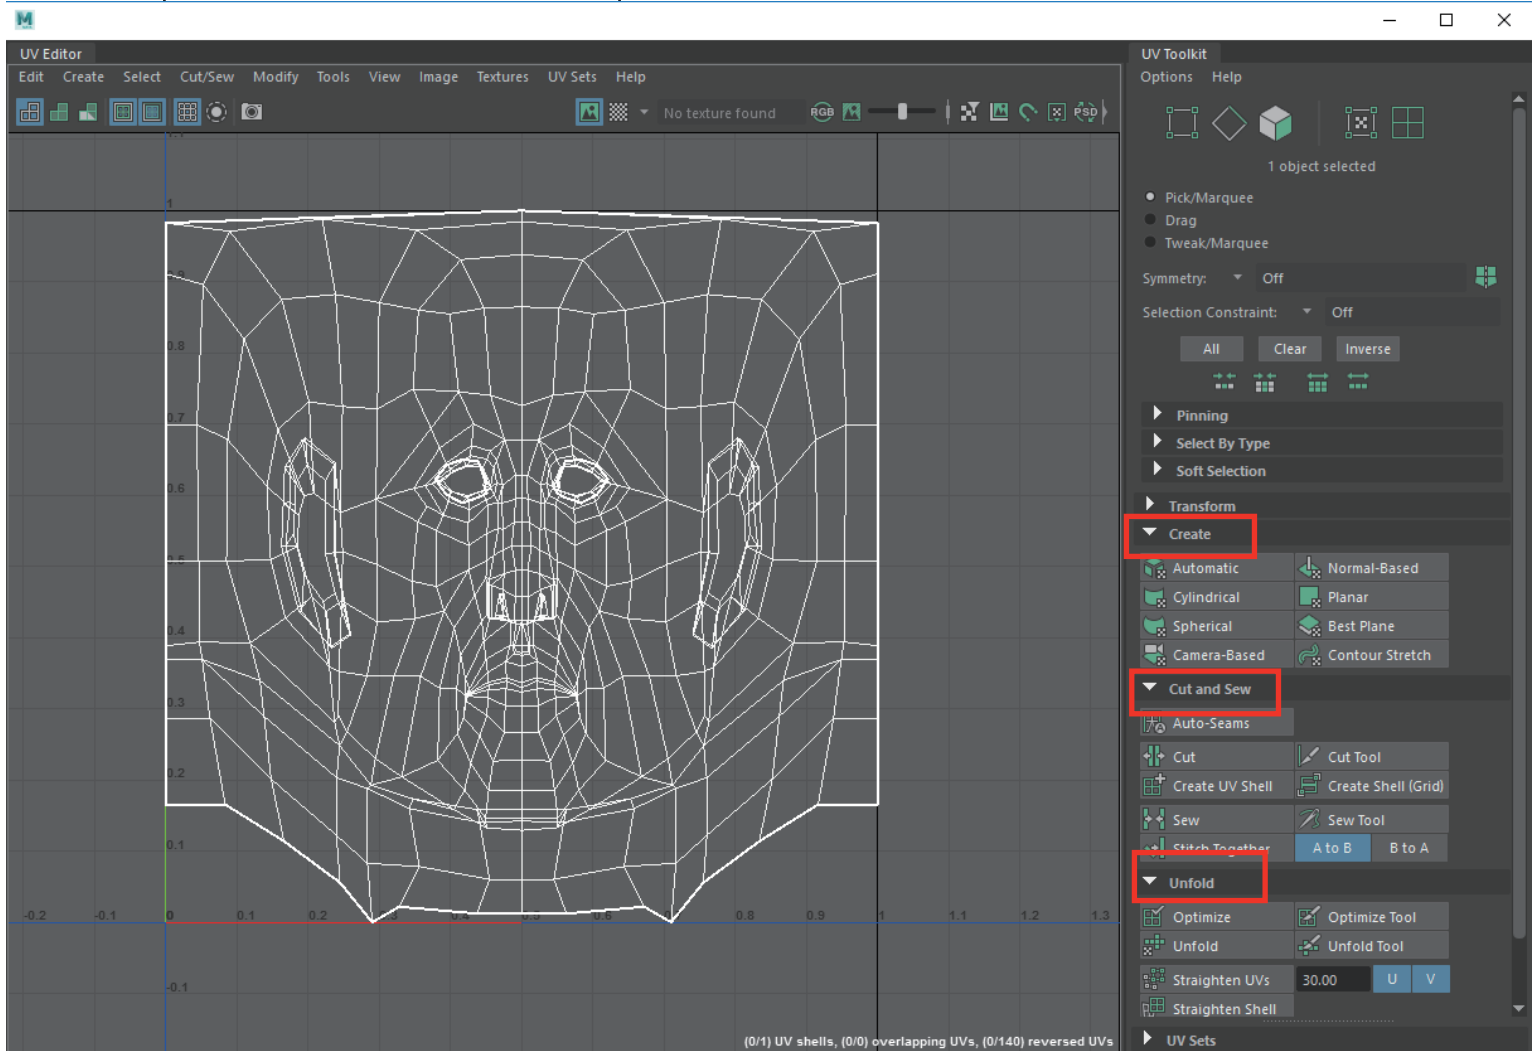 UV Editor
Edit Create Select Cut/Sew Modify Tools View Image Textures UV Sets Help
No texture found RGB PSD
1
0.8
0.7
0.6
0.4
0.3
0.2
0.1
-0.2 -0.1 0 0.1 0.2 0.4 0.6 0.8 0.9 1 1.1 1.2 1.3
-0.1
(0/1) UV shells, (0/0) overlapping UVs, (0/140) reversed UVs
UV Toolkit
Options Help
1 object selected
Pick/Marquee
Drag
Tweak/Marquee
Symmetry: Off
Selection Constraint: Off
All Clear Inverse
Pinning
Select By Type
Soft Selection
Transform
Create
Automatic Normal-Based
Cylindrical Planar
Spherical Best Plane
Camera-Based Contour Stretch
Cut and Sew
Auto-Seams
Cut Cut Tool
Create UV Shell Create Shell (Grid)
Sew Sew Tool
Stitch Together A to B B to A
Unfold
Optimize Optimize Tool
Unfold Unfold Tool
Straighten UVs 30.00 U V
Straighten Shell
UV Sets